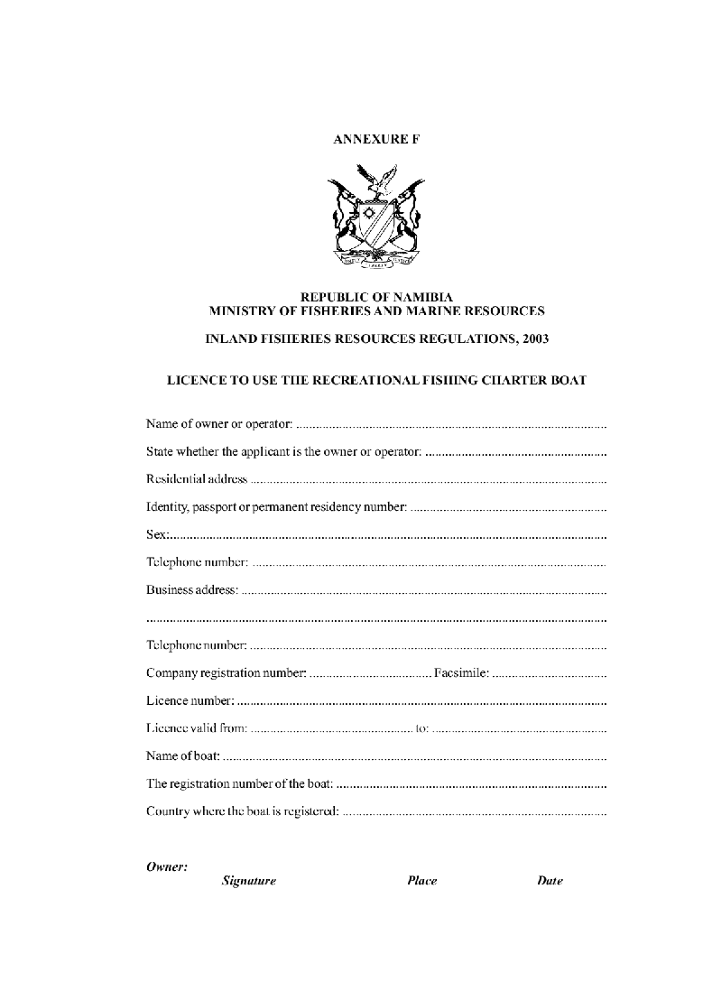 ANNEXURE F
UNITY LIBERTY JUSTICE
REPUBLIC OF NAMIBIA
MINISTRY OF FISHERIES AND MARINE RESOURCES
INLAND FISHERIES RESOURCES REGULATIONS, 2003
LICENCE TO USE THE RECREATIONAL FISHING CHARTER BOAT
Name of owner or operator: ..............................................................................................
State whether the applicant is the owner or operator: .......................................................
Residential address ............................................................................................................
Identity, passport or permanent residency number: ...........................................................
Sex:....................................................................................................................................
Telephone number: ...........................................................................................................
Business address: ...............................................................................................................
...........................................................................................................................................
Telephone number: ............................................................................................................
Company registration number: ..................................... Facsimile: ...................................
Licence number: ................................................................................................................
Licence valid from: ................................................. to: .....................................................
Name of boat: ....................................................................................................................
The registration number of the boat: ..................................................................................
Country where the boat is registered: ................................................................................
Owner:
Signature Place Date